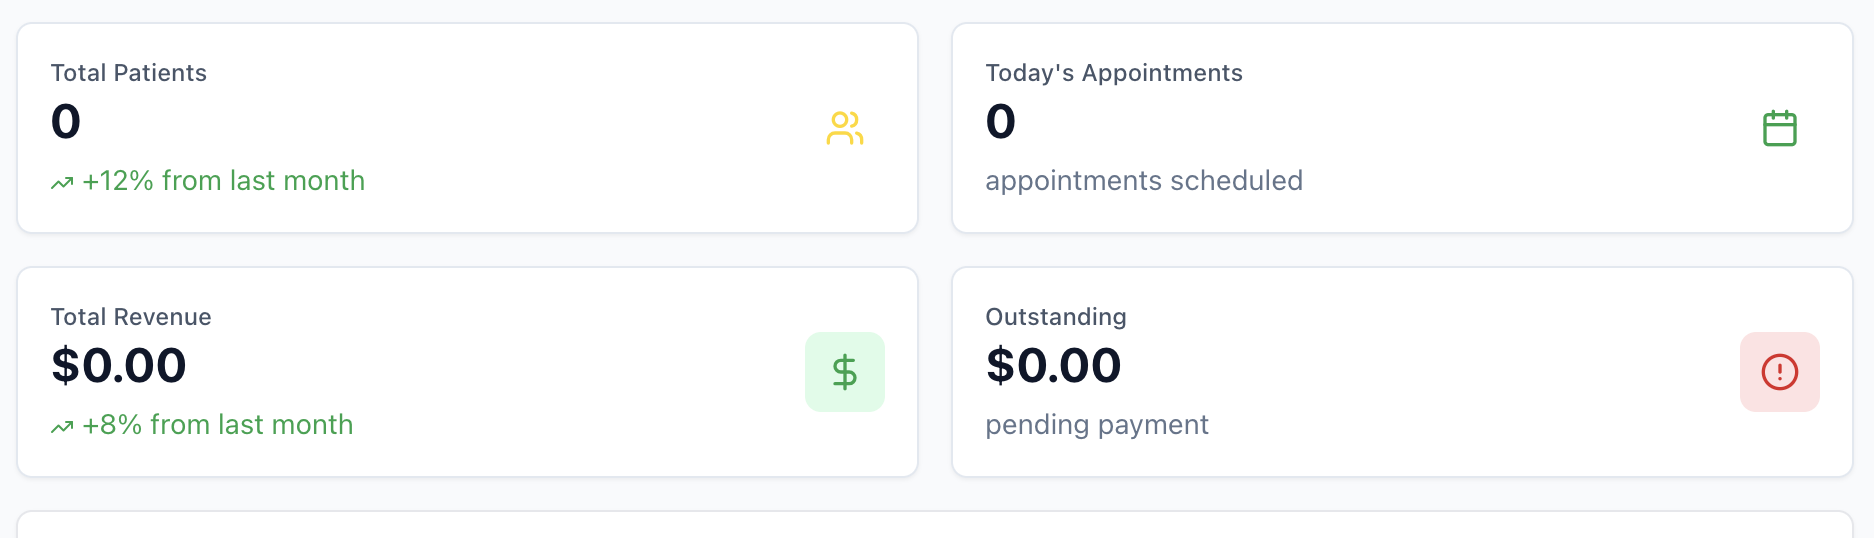 Total Patients
0
+12% from last month
Today's Appointments
0
appointments scheduled
Total Revenue
$0.00
+8% from last month
Outstanding
$0.00
pending payment